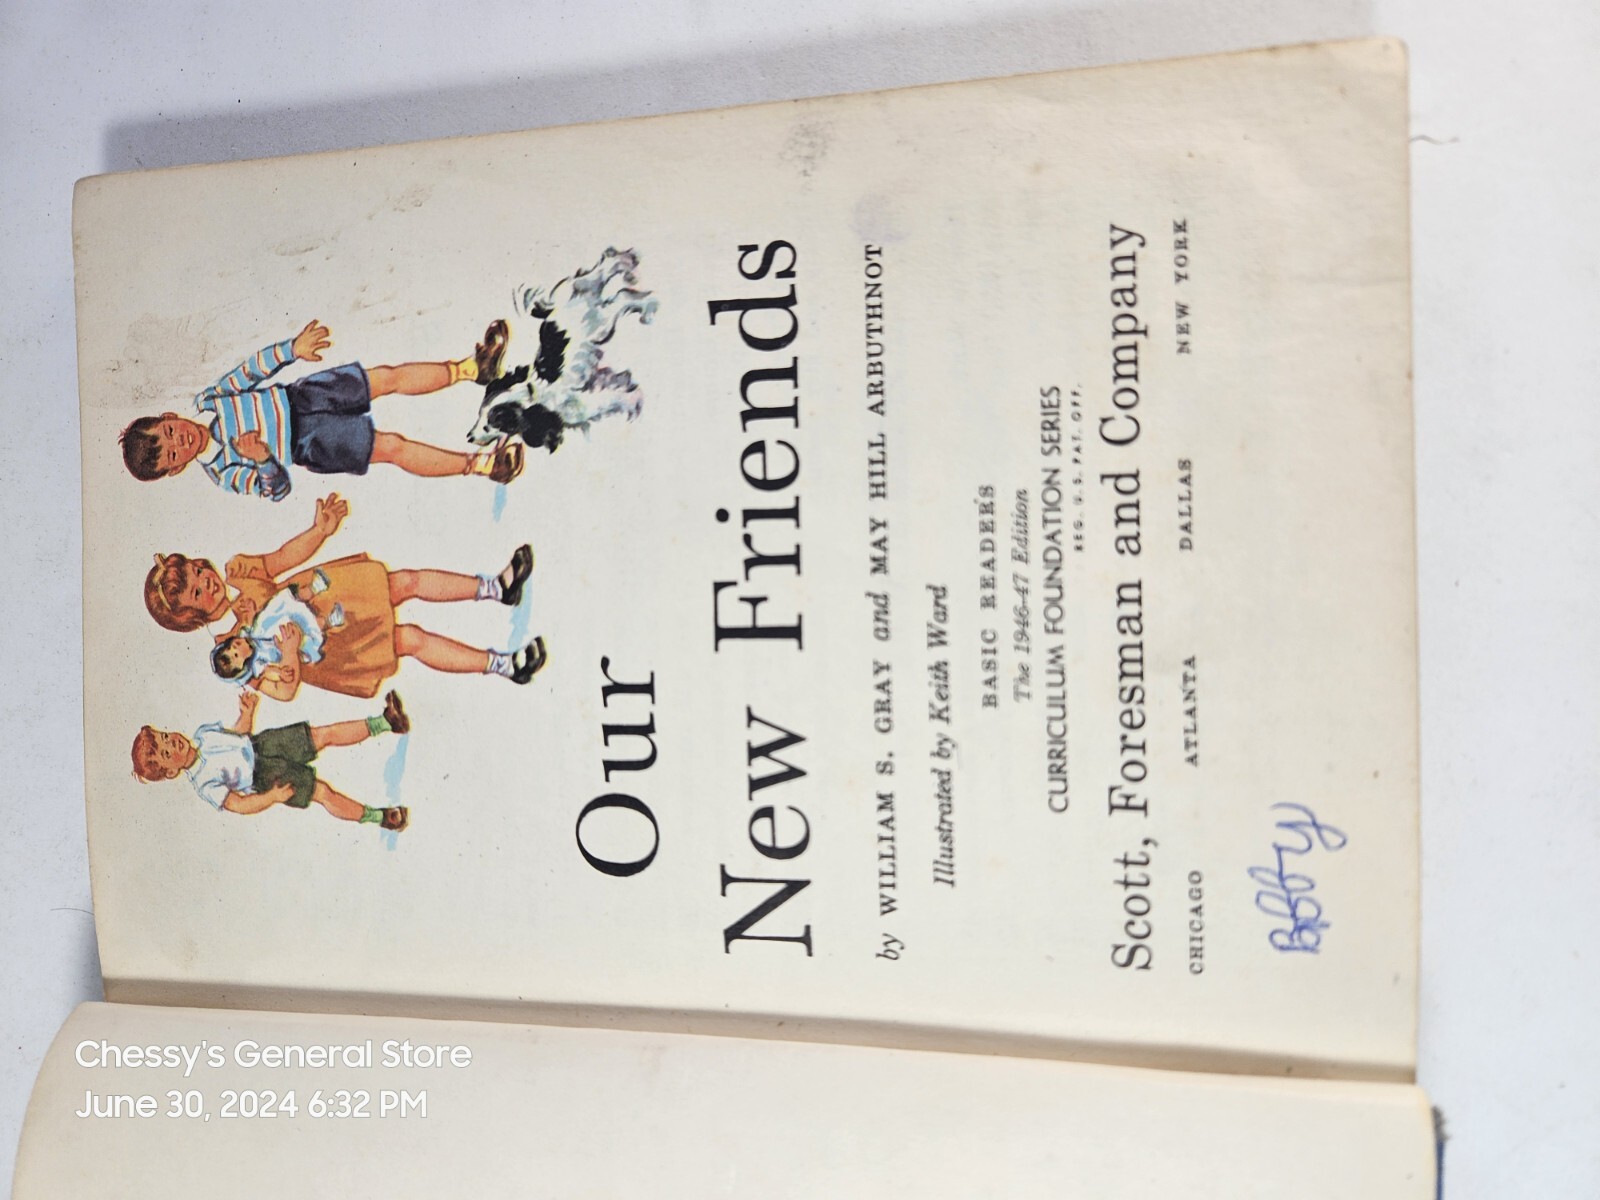 Our
New Friends
by WILLIAM S. GRAY and MAY HILL ARBUTHNOT
Illustrated by Keith Ward
BASIC READERS
The 1946-47 Edition
CURRICULUM FOUNDATION SERIES
REG. U. S. PAT. OFF.
Scott, Foresman and Company
CHICAGO ATLANTA DALLAS NEW YORK
Bobby
Chessy's General Store
June 30, 2024 6:32 PM